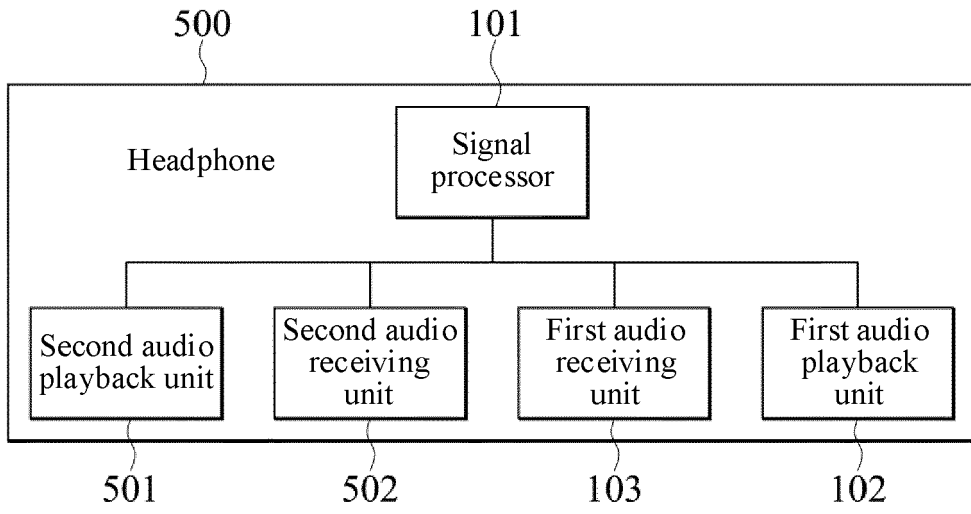 500
101
Headphone
Signal
processor
Second audio
playback unit
Second audio
receiving
unit
First audio
receiving
unit
First audio
playback
unit
501
502
103
102